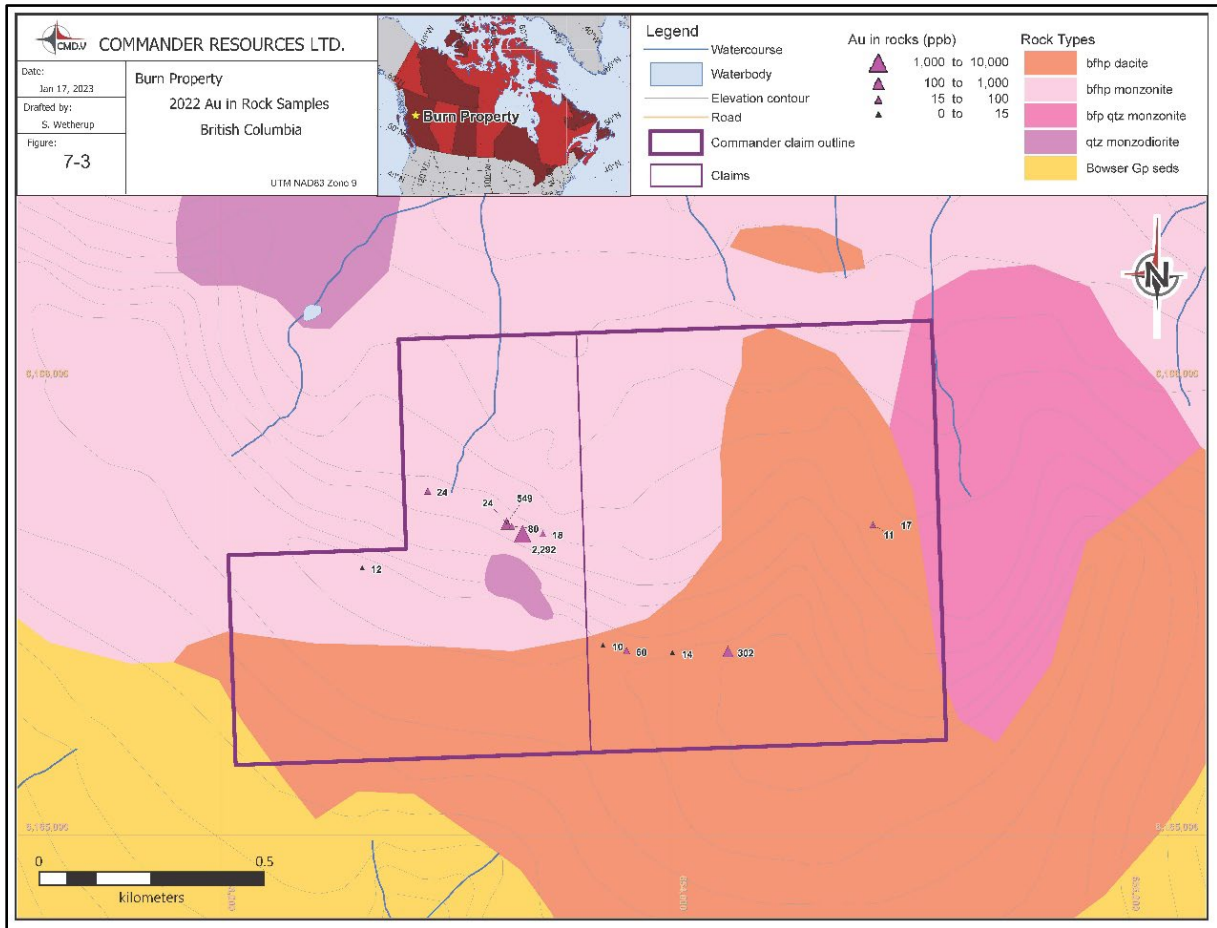 CMD.V COMMANDER RESOURCES LTD.
Date:
Jan 17, 2023
Drafted by:
S. Wetherup
Figure:
7-3
Burn Property
2022 Au in Rock Samples
British Columbia
UTM NAD83 Zone 9
Burn Property
Legend
Watercourse
Waterbody
Elevation contour
Road
Commander claim outline
Claims
Au in rocks (ppb)
1,000 to 10,000
100 to 1,000
15 to 100
0 to 15
Rock Types
bfhp dacite
bfhp monzonite
bfp qtz monzonite
qtz monzodiorite
Bowser Gp seds
N
24
24
549
80
18
2,292
12
17
11
10
60
14
302
0
0.5
kilometers